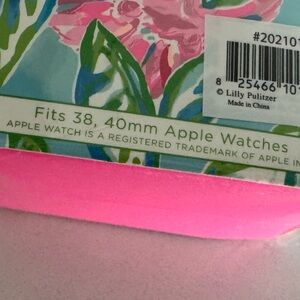 #202101
8 25466 101
© Lilly Pulitzer
Made in China
Fits 38, 40mm Apple Watches
APPLE WATCH IS A REGISTERED TRADEMARK OF APPLE IN